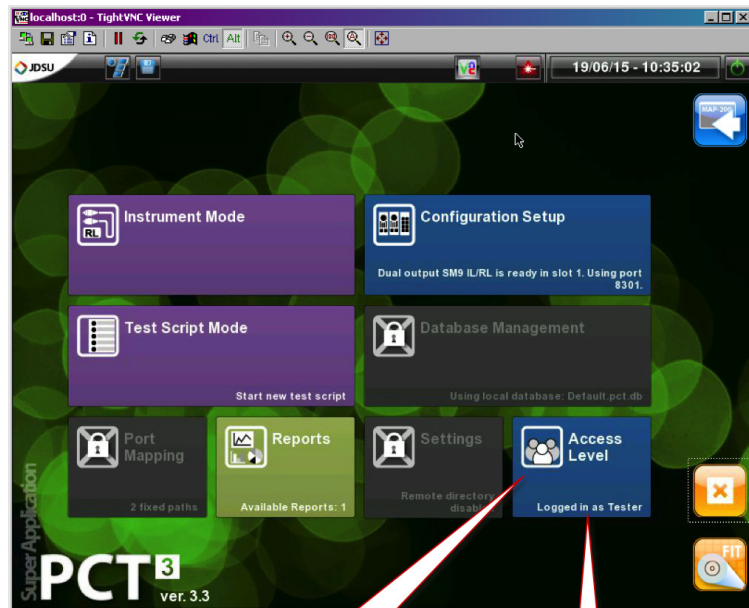 localhost:0 - TightVNC Viewer
Ctrl Alt
JDSU
19/06/15 - 10:35:02
Instrument Mode
RL
Configuration Setup
Dual output SM9 IL/RL is ready in slot 1. Using port
8301.
Test Script Mode
Start new test script
Database Management
Using local database: Default.pct.db
Port
Mapping
2 fixed paths
Reports
Available Reports: 1
Settings
Remote directory
Access
Level
Logged in as Tester
Super Application
PCT 3
ver. 3.3
FIT